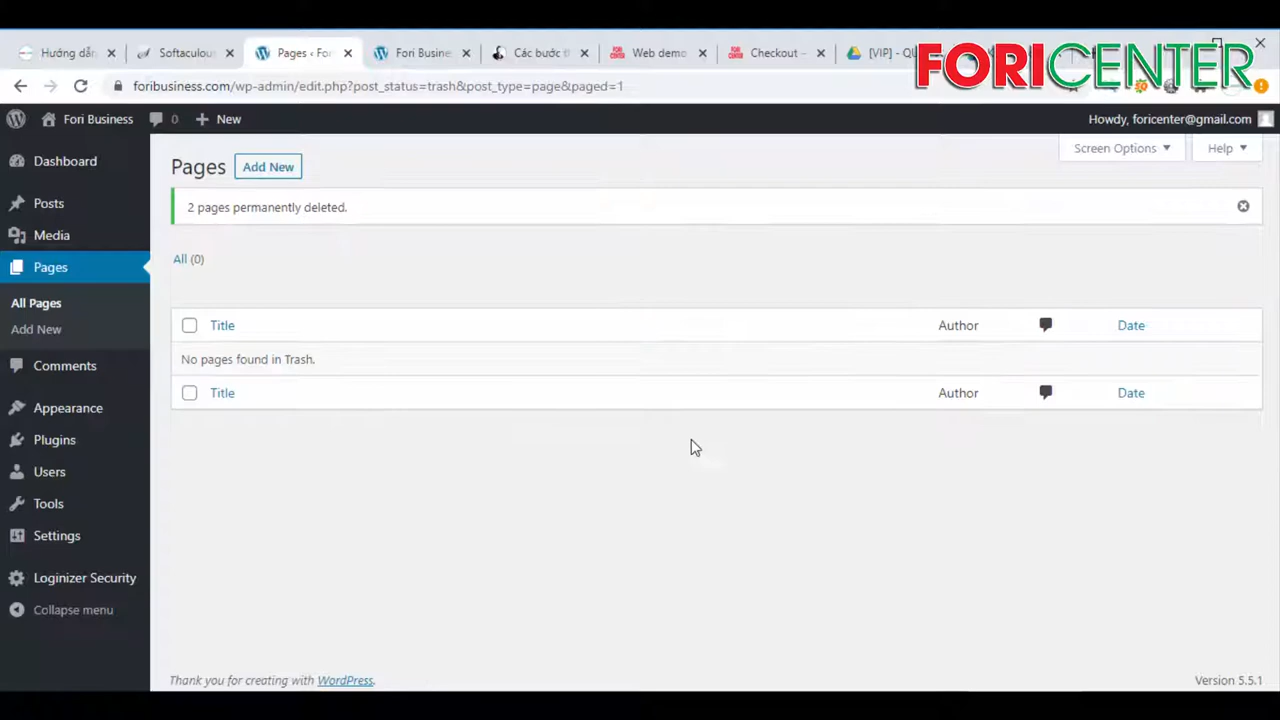 Hướng dẫn
Softaculous
Pages ‹ For
Fori Busine
Các bước t
Web demo
Checkout –
[VIP] - QU
FORICENTER
foribusiness.com/wp-admin/edit.php?post_status=trash&post_type=page&paged=1
Fori Business
0
New
Howdy, foricenter@gmail.com
Dashboard
Posts
Media
Pages
All Pages
Add New
Comments
Appearance
Plugins
Users
Tools
Settings
Loginizer Security
Collapse menu
Screen Options
Help
Pages
Add New
2 pages permanently deleted.
All (0)
Title
Author
Date
No pages found in Trash.
Title
Author
Date
Thank you for creating with WordPress.
Version 5.5.1